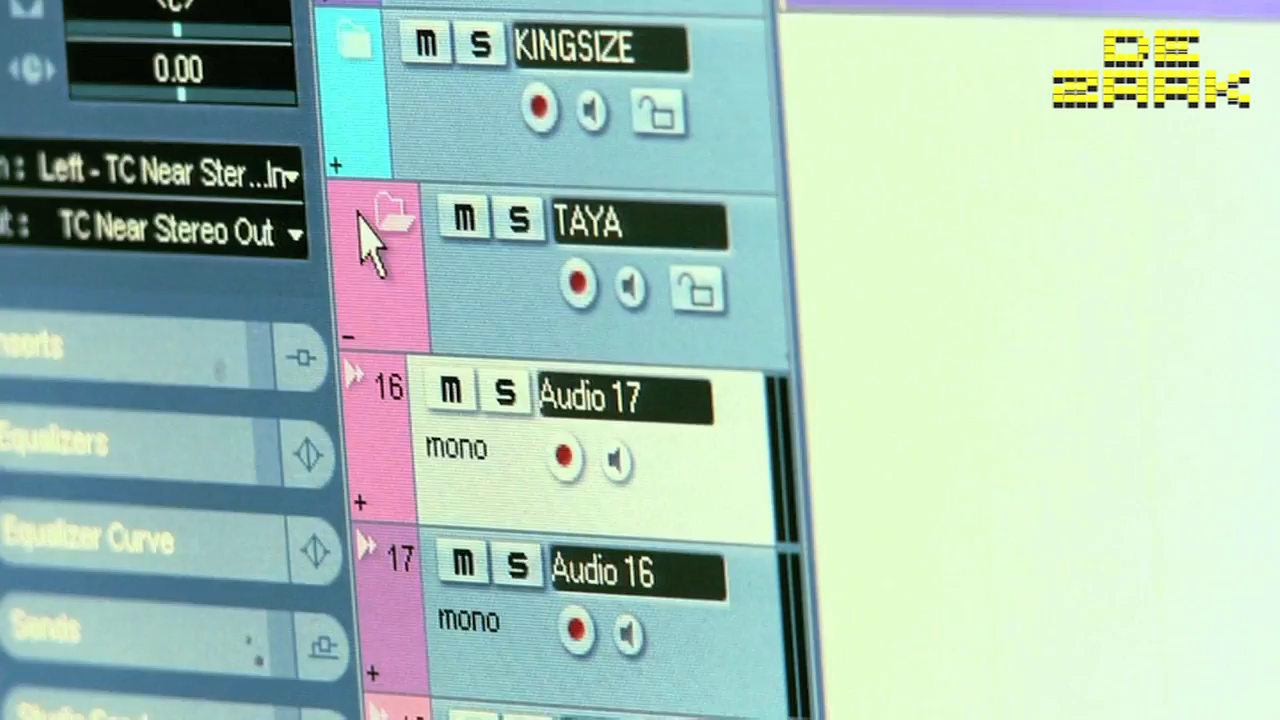 DE
ZAAK
m S KINGSIZE
0.00
Left - TC Near Ster...In
m S TAYA
TC Near Stereo Out
16 m S Audio 17
mono
Equalizers
17 m S Audio 16
Equalizer Curve
mono
Sends